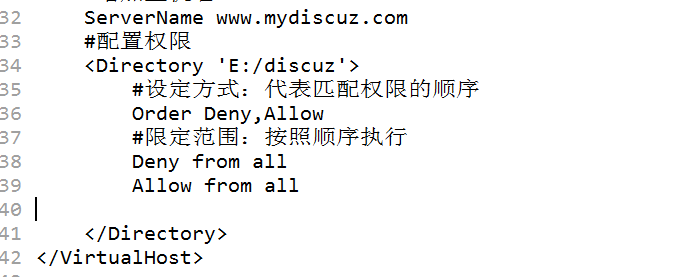 32 ServerName www.mydiscuz.com
33 #配置权限
34 <Directory 'E:/discuz'>
35 #设定方式：代表匹配权限的顺序
36 Order Deny,Allow
37 #限定范围：按照顺序执行
38 Deny from all
39 Allow from all
40
41 </Directory>
42 </VirtualHost>